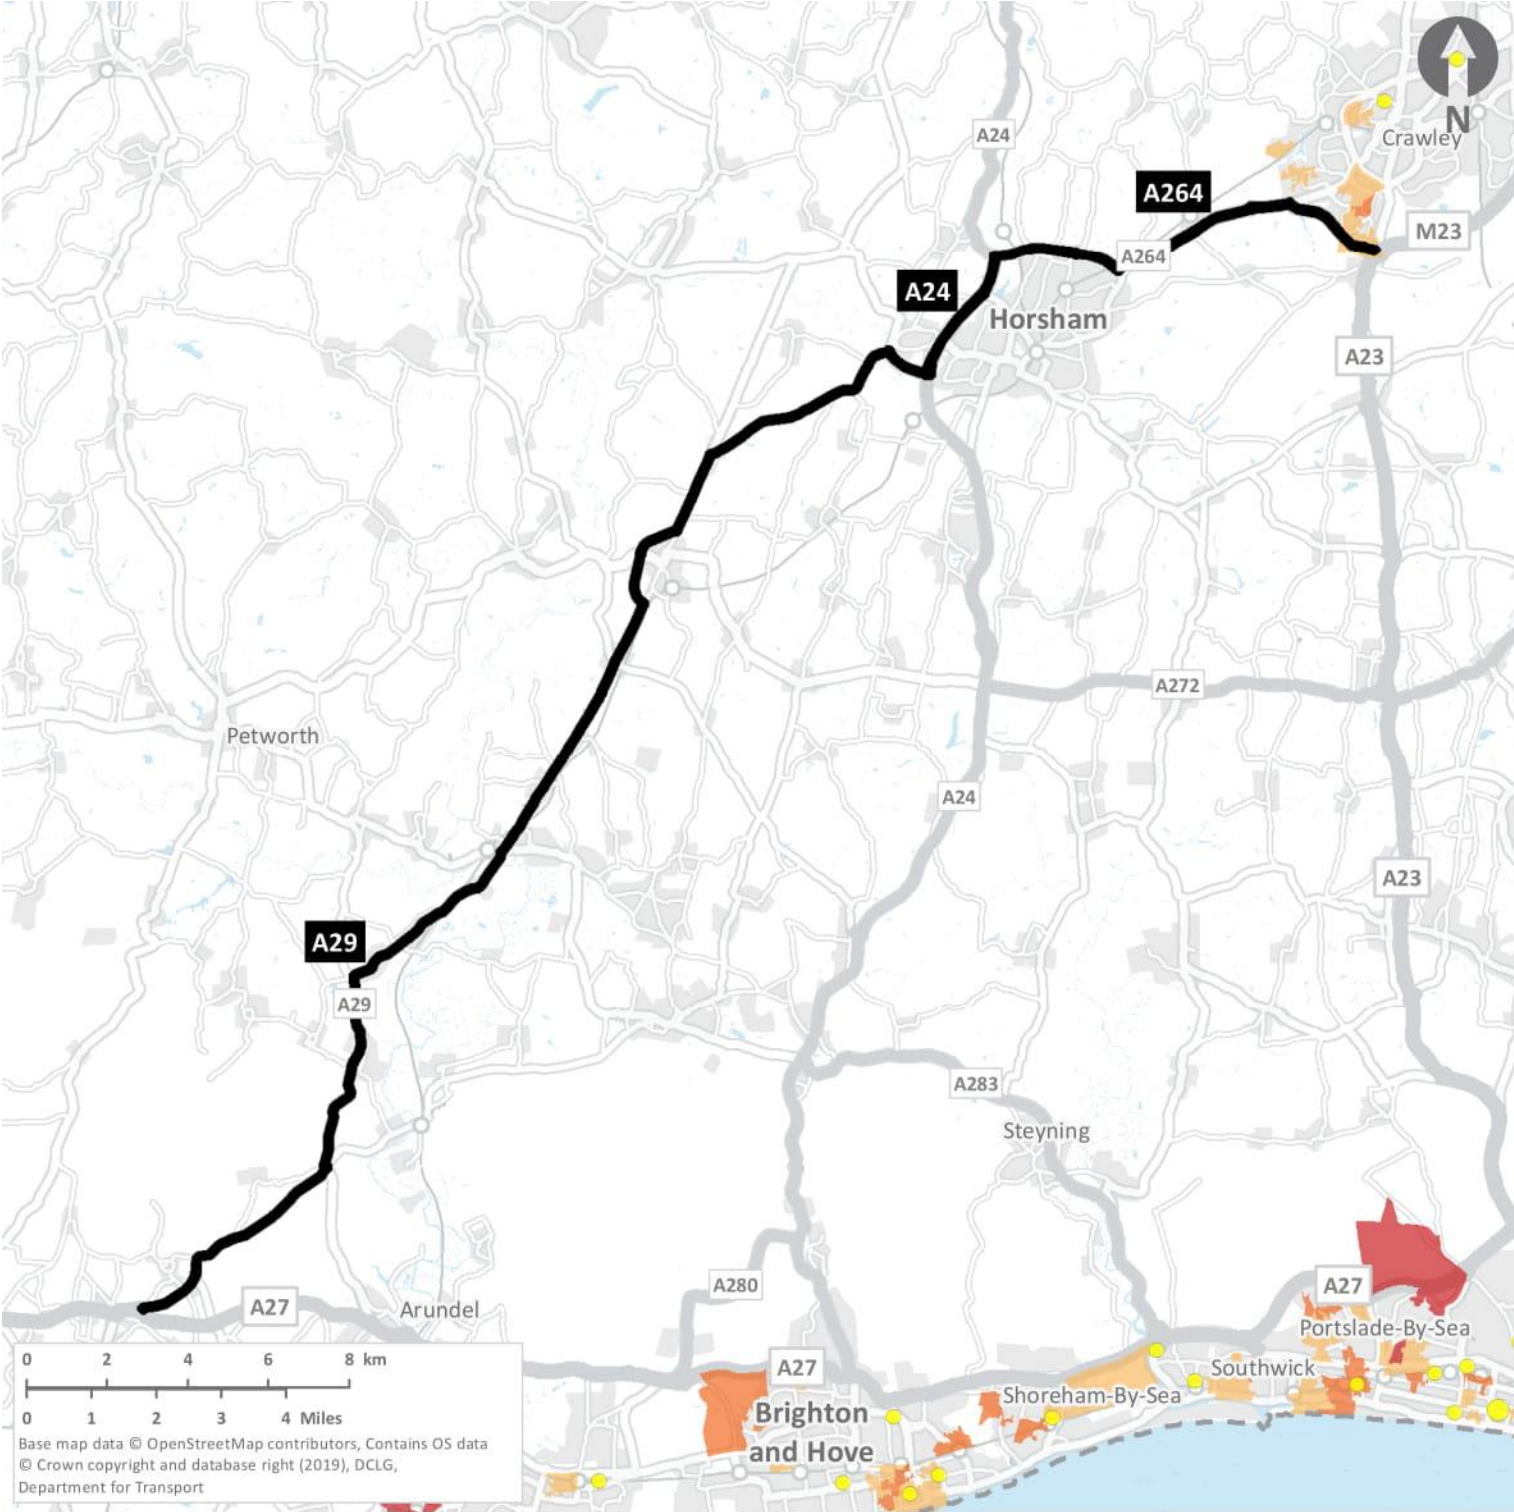 N
Crawley
A24
A264
M23
A264
A24
Horsham
A23
A272
Petworth
A24
A23
A29
A29
A283
Steyning
A280
A27
A27
Arundel
Portslade-By-Sea
A27
Southwick
Shoreham-By-Sea
Brighton
and Hove
0 2 4 6 8 km
0 1 2 3 4 Miles
Base map data © OpenStreetMap contributors, Contains OS data
© Crown copyright and database right (2019), DCLG,
Department for Transport